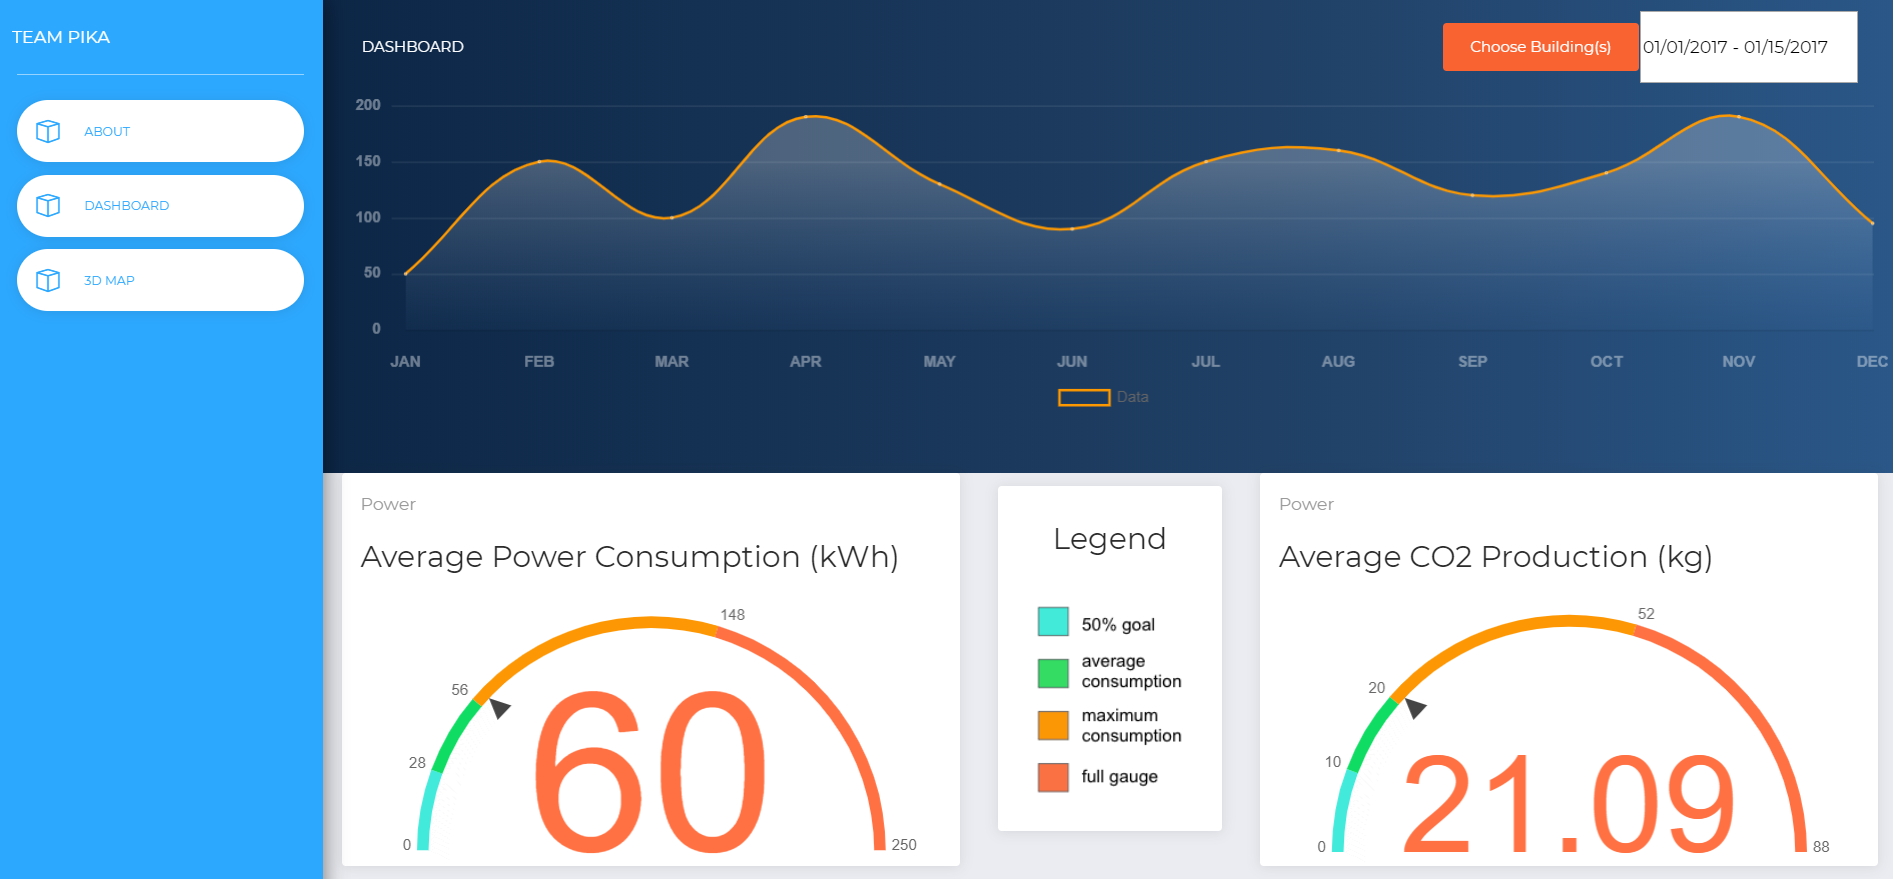 TEAM PIKA
ABOUT
DASHBOARD
3D MAP
DASHBOARD
Choose Building(s)
01/01/2017 - 01/15/2017
200
150
100
50
0
JAN FEB MAR APR MAY JUN JUL AUG SEP OCT NOV DEC
Data
Power
Average Power Consumption (kWh)
148
56
28
0
250
60
Legend
50% goal
average
consumption
maximum
consumption
full gauge
Power
Average CO2 Production (kg)
52
20
10
0
88
21.09